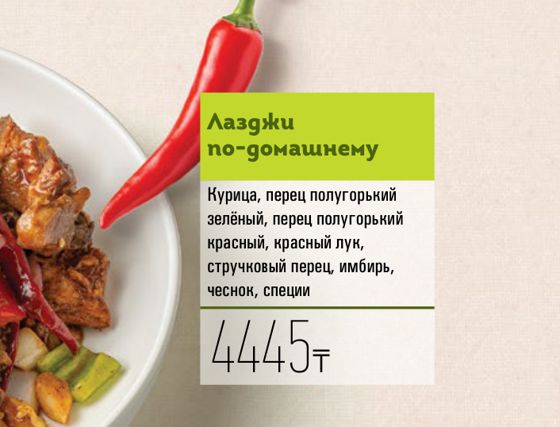 Лазджи
по-домашнему
Курица, перец полугорький
зелёный, перец полугорький
красный, красный лук,
стручковый перец, имбирь,
чеснок, специи
4445₸